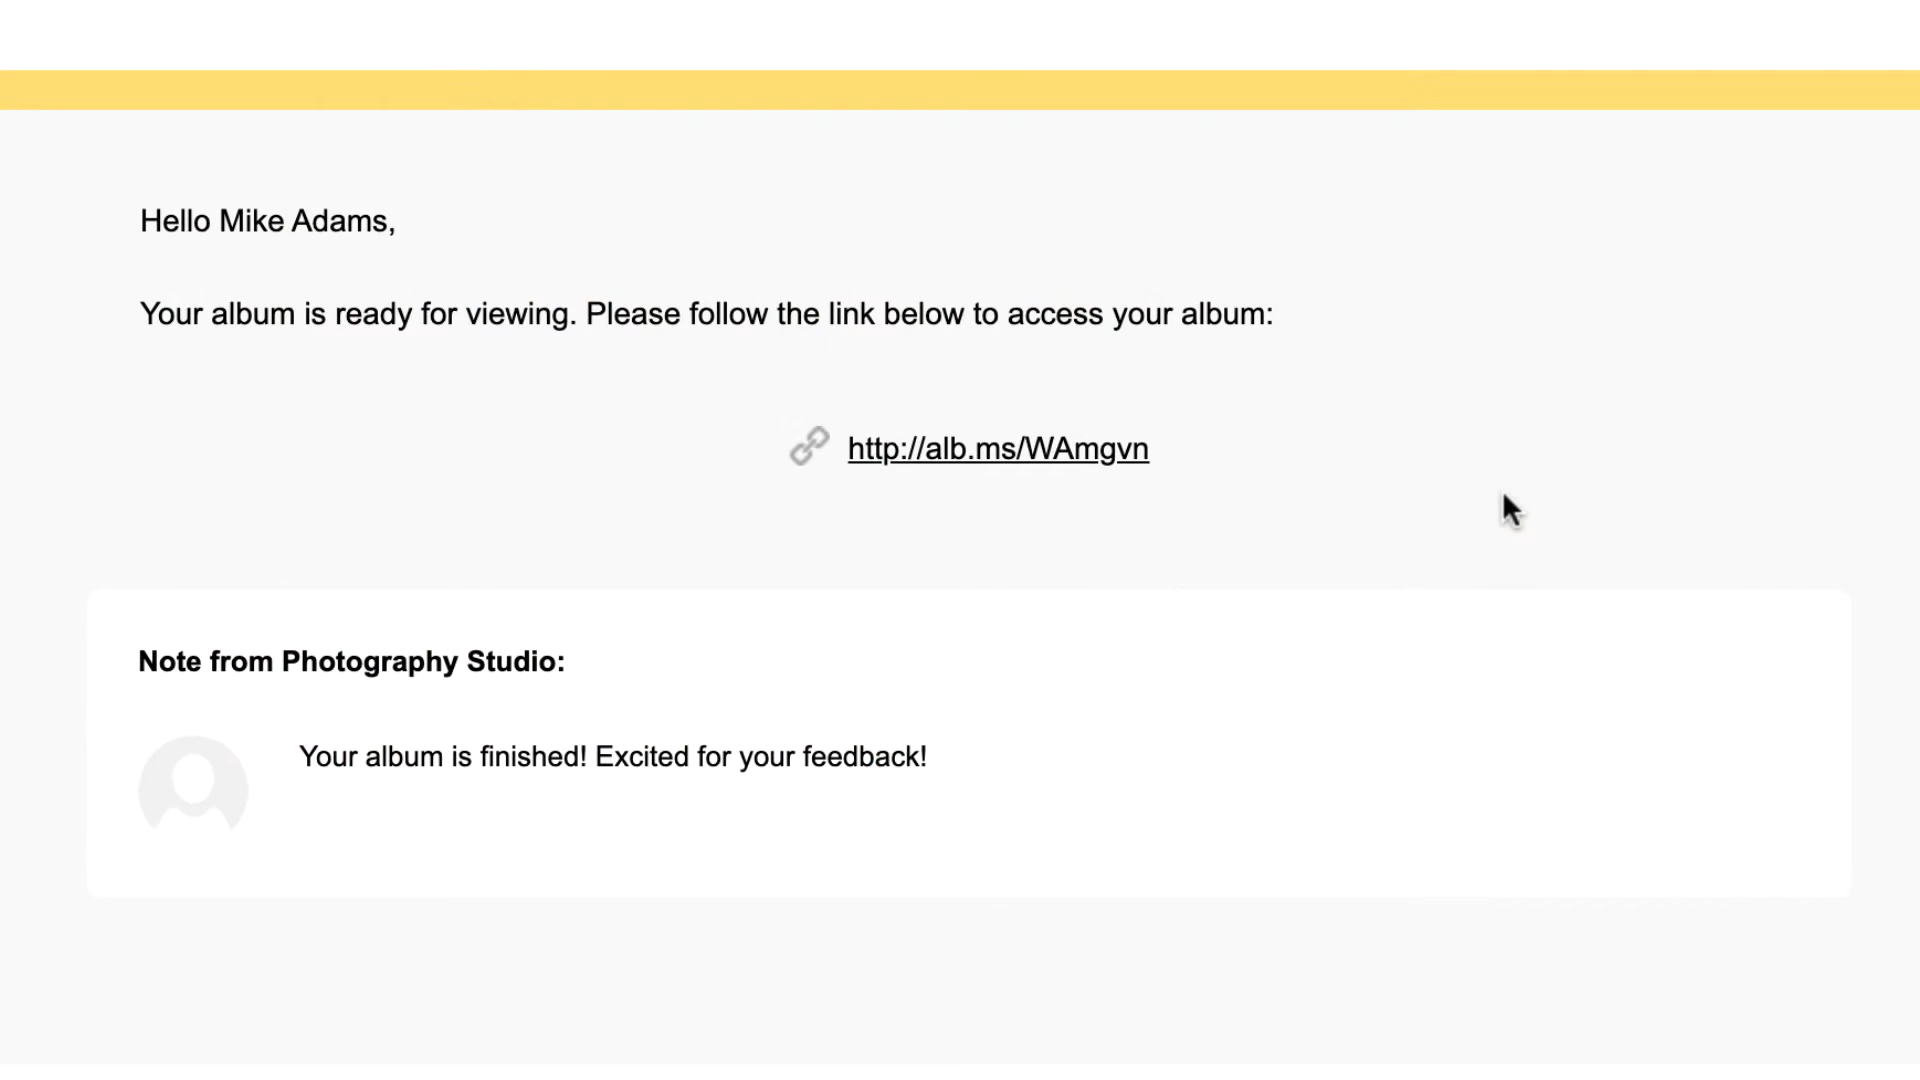 Hello Mike Adams,
Your album is ready for viewing. Please follow the link below to access your album:
http://alb.ms/WAmgvn
Note from Photography Studio:
Your album is finished! Excited for your feedback!